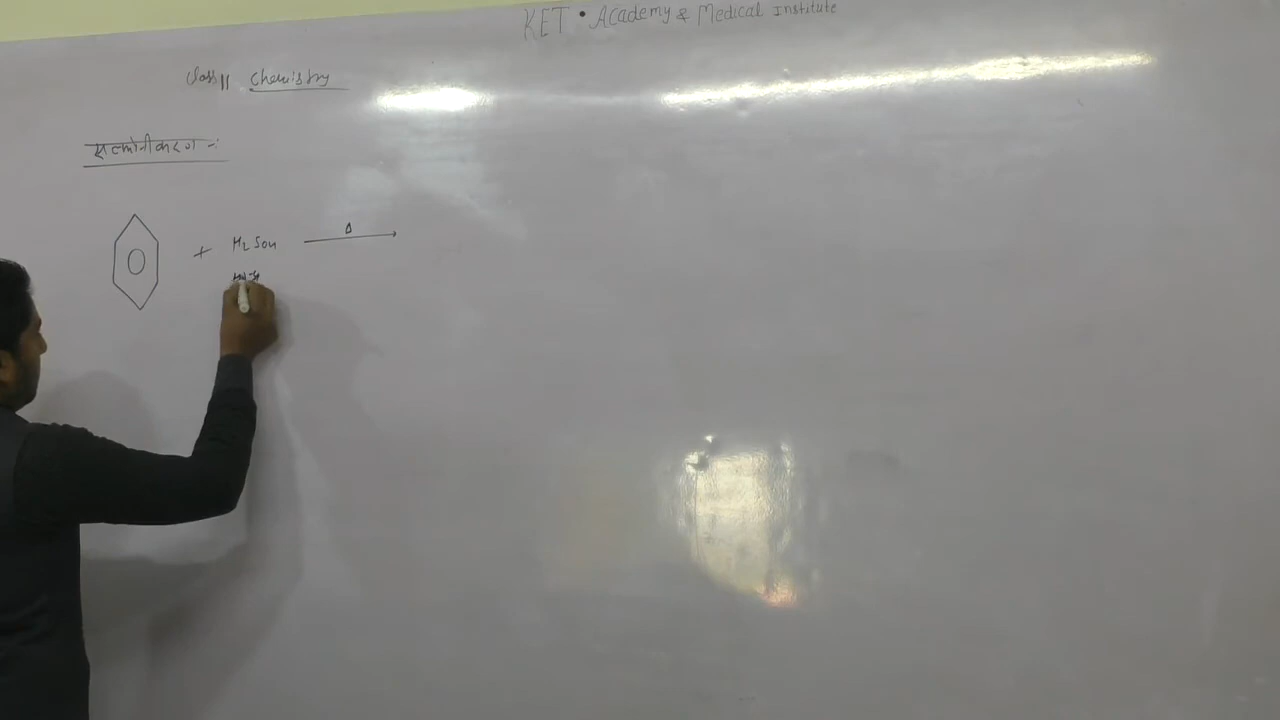 KET • Academy & Medical Institute
Class 11 Chemistry
सल्फोनीकरण :-
+ H2SO4 Δ